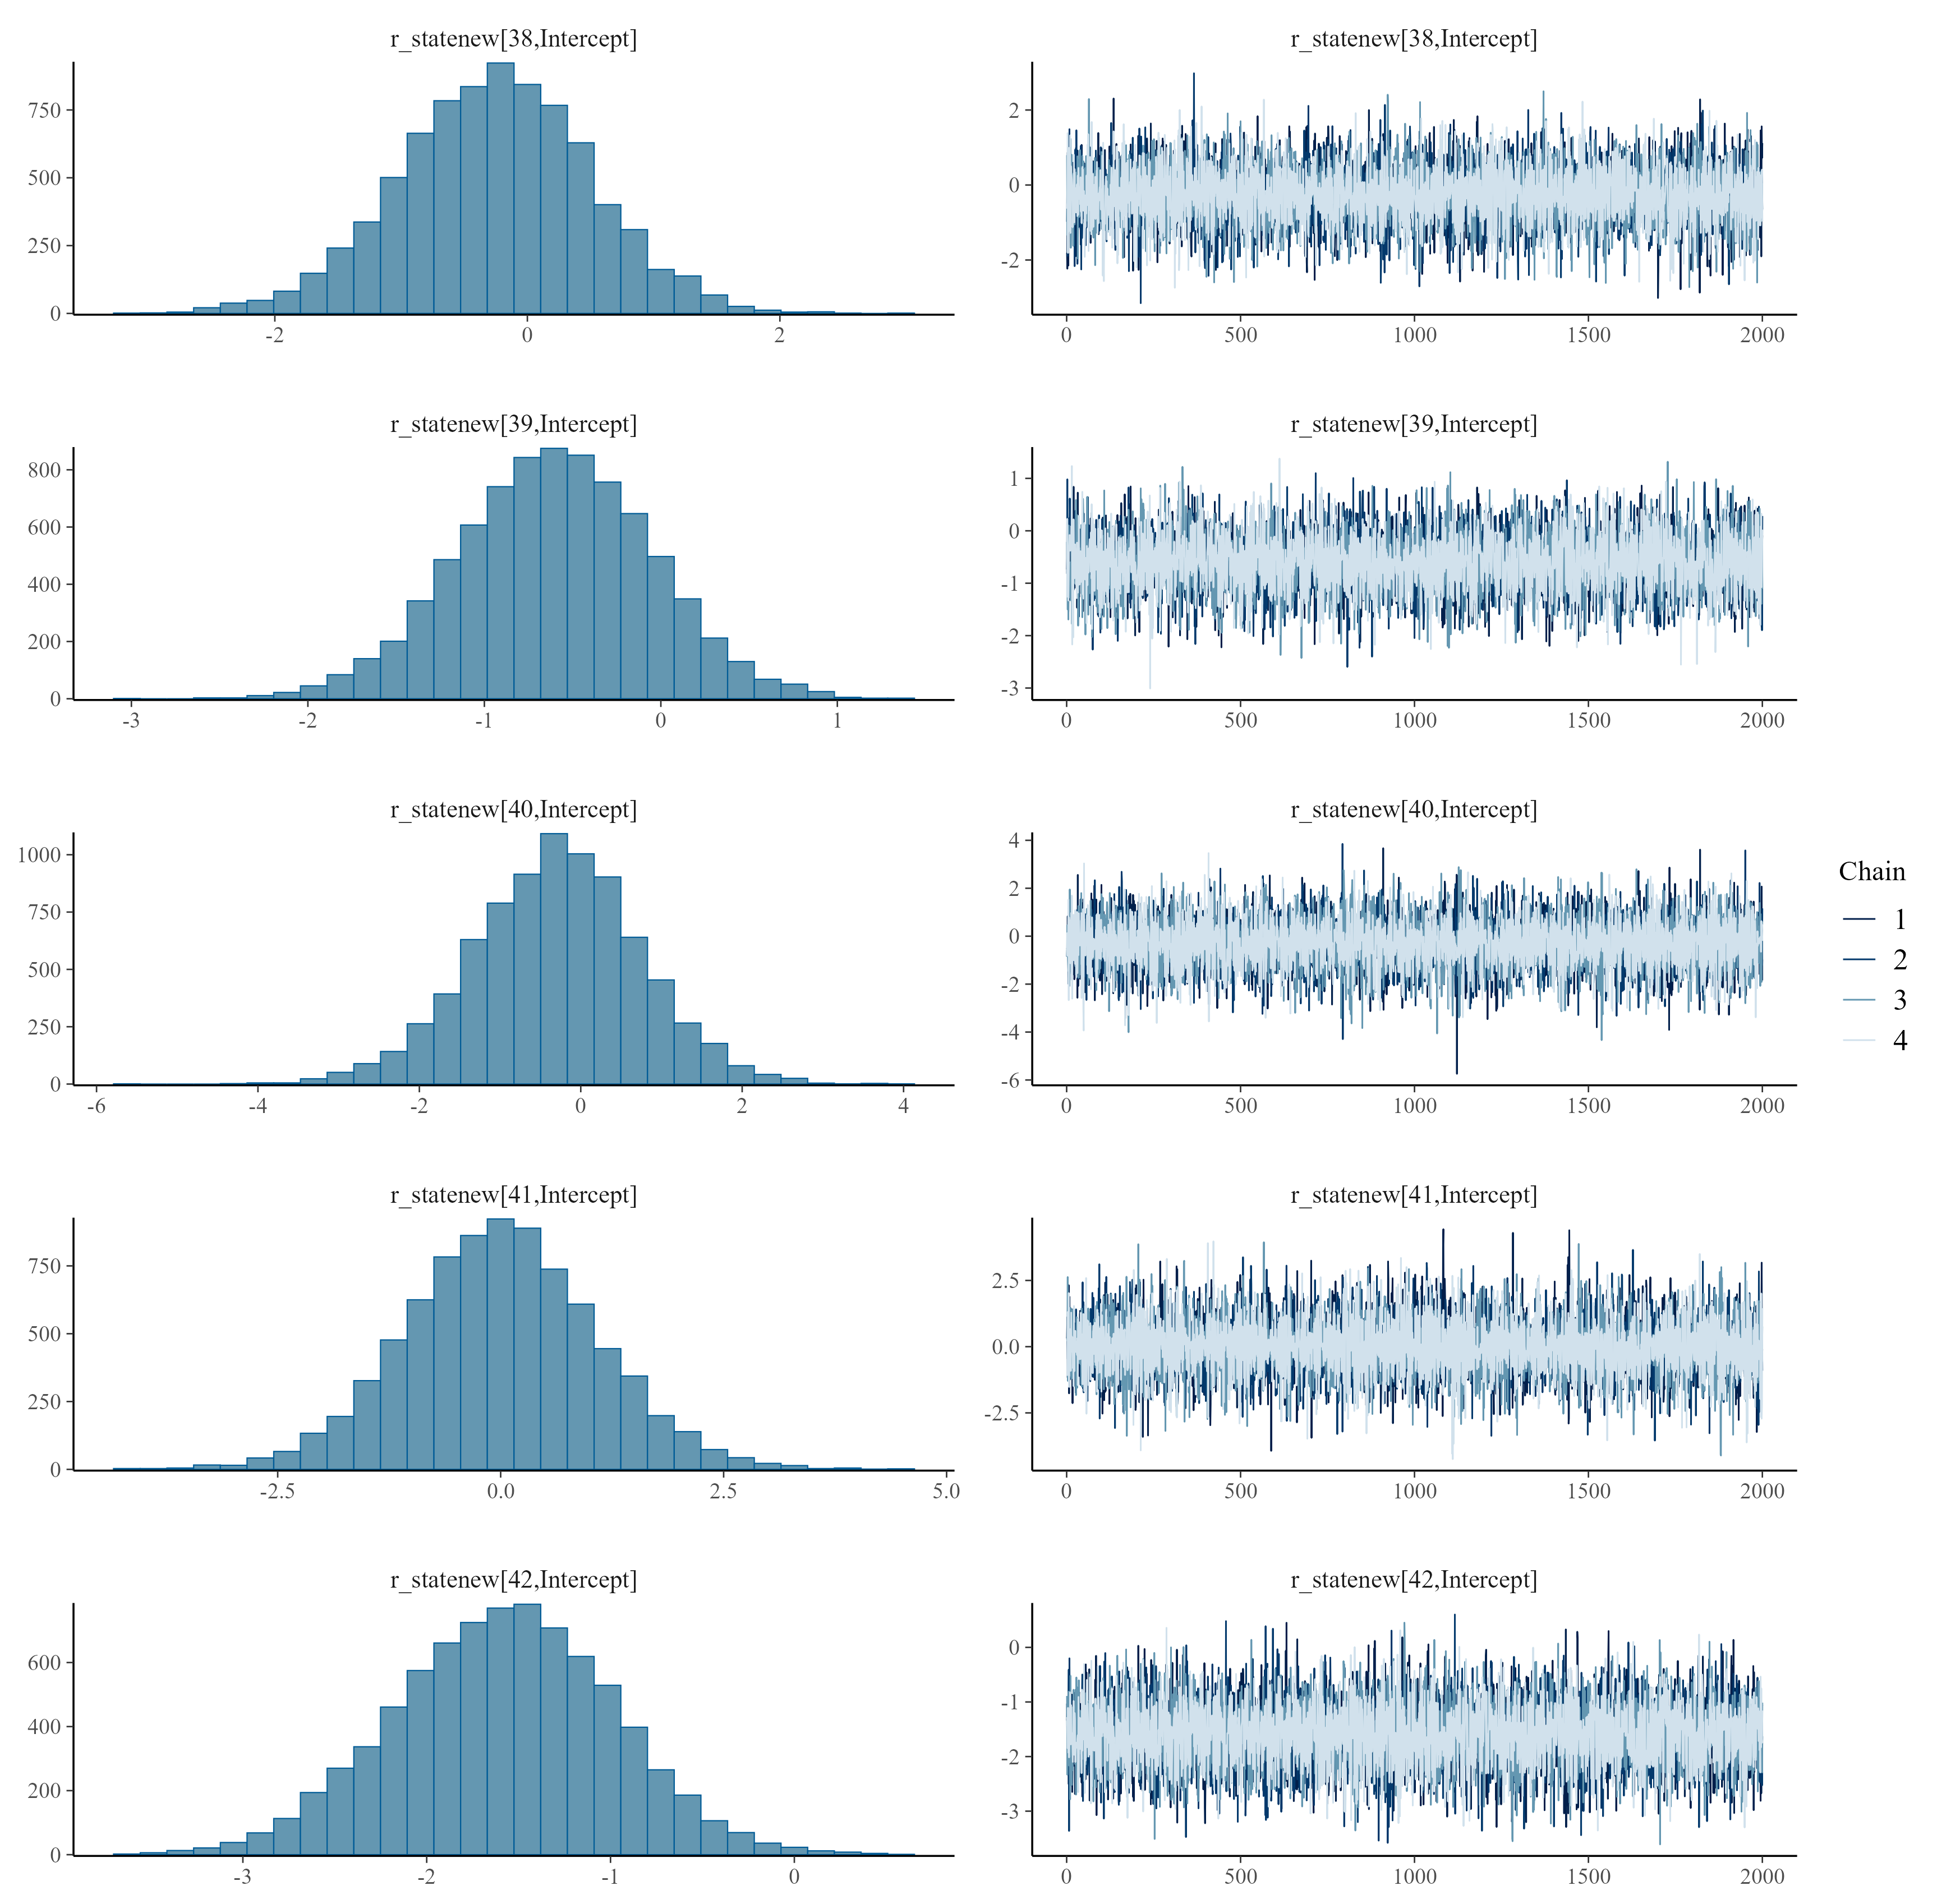 r_statenew[38,Intercept] r_statenew[38,Intercept]
750
500
250
0
-2 0 2
2
0
-2
0 500 1000 1500 2000
r_statenew[39,Intercept] r_statenew[39,Intercept]
800
600
400
200
0
-3 -2 -1 0 1
1
0
-1
-2
-3
0 500 1000 1500 2000
r_statenew[40,Intercept] r_statenew[40,Intercept]
1000
750
500
250
0
-6 -4 -2 0 2 4
4
2
0
-2
-4
-6
0 500 1000 1500 2000
Chain
1
2
3
4
r_statenew[41,Intercept] r_statenew[41,Intercept]
750
500
250
0
-2.5 0.0 2.5 5.0
2.5
0.0
-2.5
0 500 1000 1500 2000
r_statenew[42,Intercept] r_statenew[42,Intercept]
600
400
200
0
-3 -2 -1 0
0
-1
-2
-3
0 500 1000 1500 2000